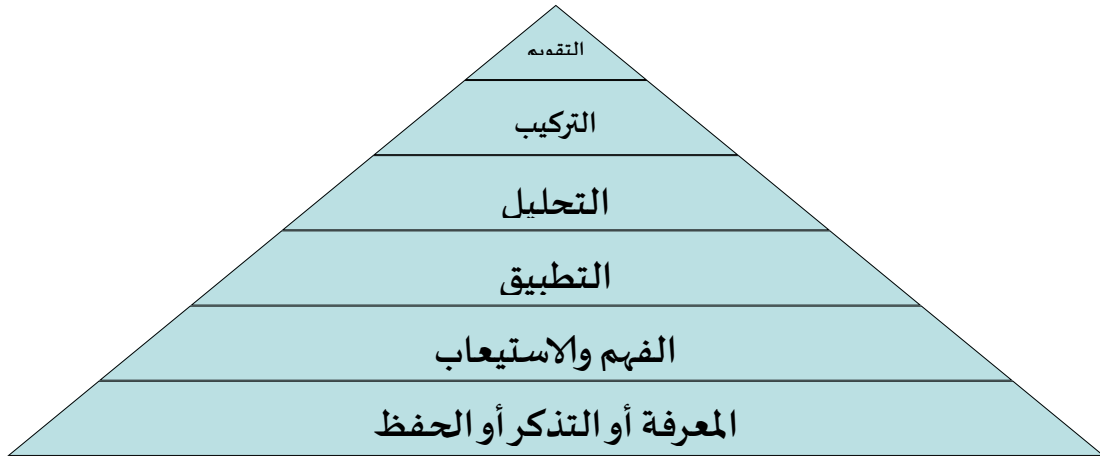 التقويم
التركيب
التحليل
التطبيق
الفهم والاستيعاب
المعرفة أو التذكر أو الحفظ